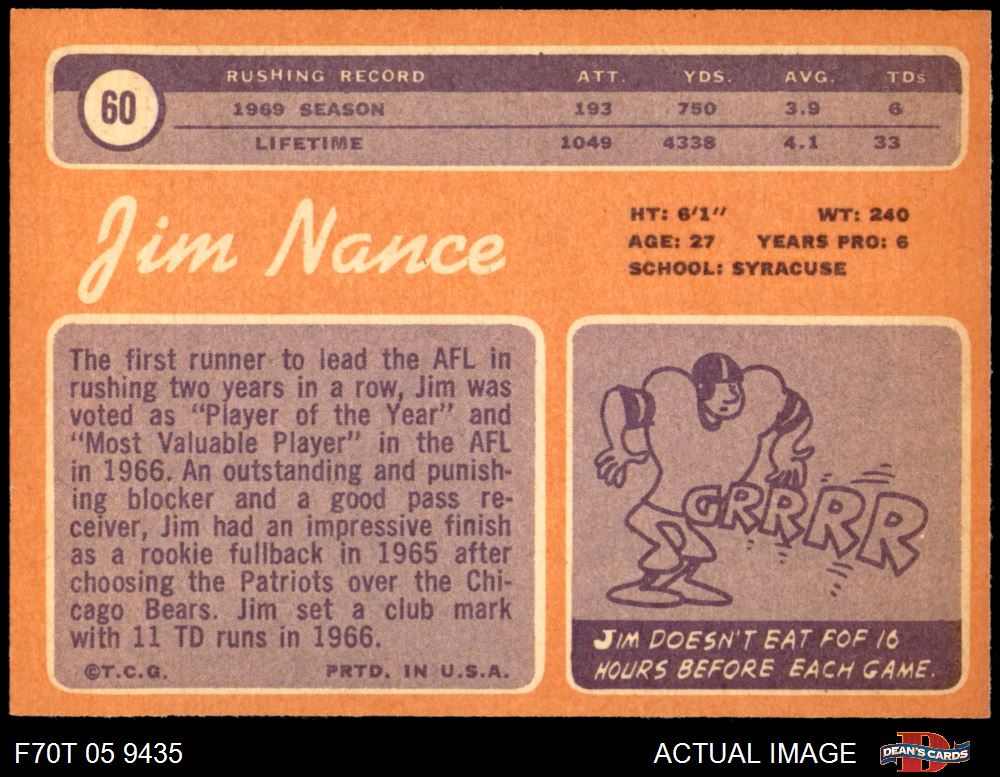 60
RUSHING RECORD ATT. YDS. AVG. TDs
1969 SEASON 193 750 3.9 6
LIFETIME 1049 4338 4.1 33
Jim Nance
HT: 6'1" WT: 240
AGE: 27 YEARS PRO: 6
SCHOOL: SYRACUSE
The first runner to lead the AFL in
rushing two years in a row, Jim was
voted as "Player of the Year" and
"Most Valuable Player" in the AFL
in 1966. An outstanding and punish-
ing blocker and a good pass re-
ceiver, Jim had an impressive finish
as a rookie fullback in 1965 after
choosing the Patriots over the Chi-
cago Bears. Jim set a club mark
with 11 TD runs in 1966.
©T.C.G. PRTD. IN U.S.A.
GRRRR
JIM DOESN'T EAT FOF 16
HOURS BEFORE EACH GAME.
F70T 05 9435
ACTUAL IMAGE
D
DEAN'S CARDS